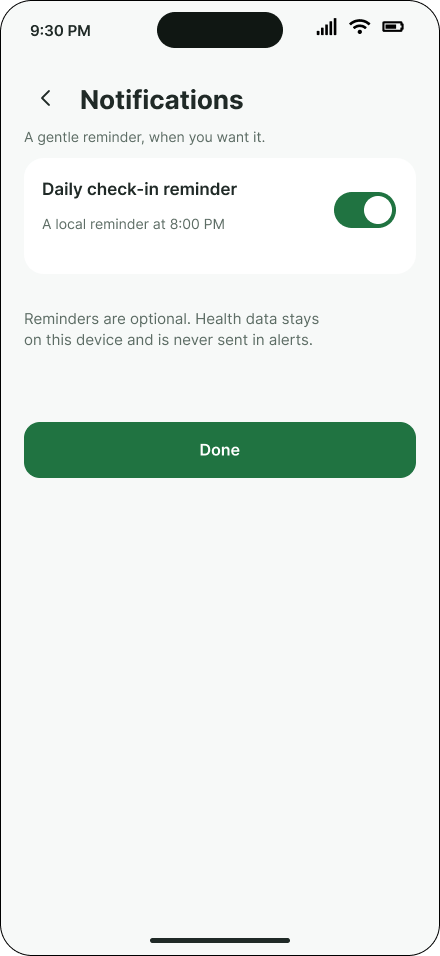 9:30 PM
Notifications
A gentle reminder, when you want it.
Daily check-in reminder
A local reminder at 8:00 PM
Reminders are optional. Health data stays
on this device and is never sent in alerts.
Done